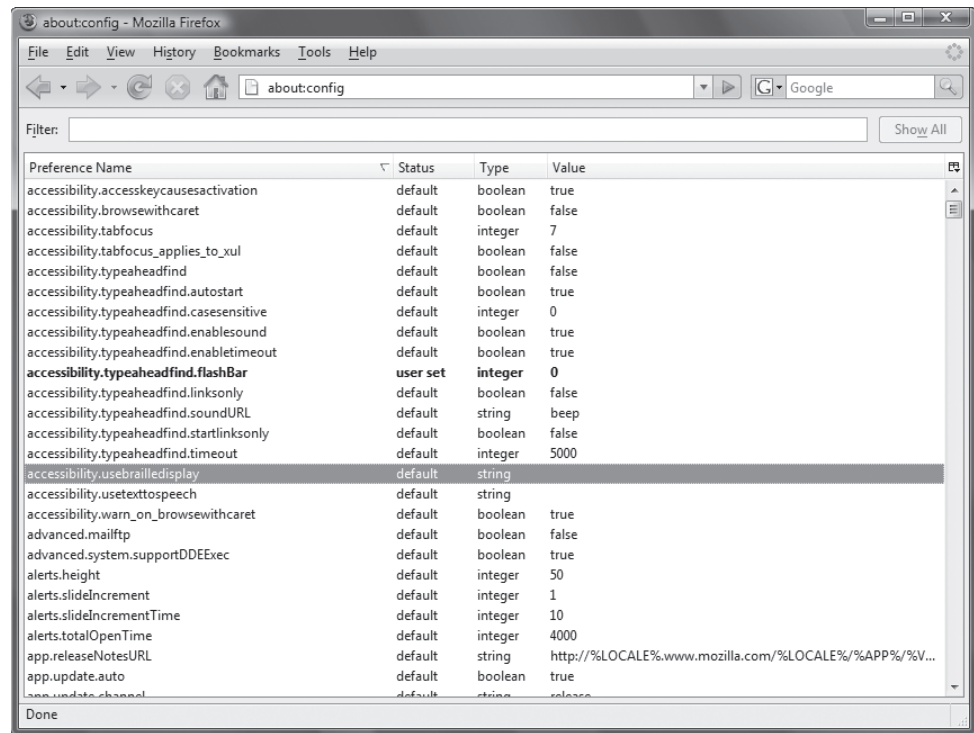 about:config - Mozilla Firefox
File Edit View History Bookmarks Tools Help
about:config G Google
Filter: Show All
Preference Name Status Type Value
accessibility.accesskeycausesactivation default boolean true
accessibility.browsewithcaret default boolean false
accessibility.tabfocus default integer 7
accessibility.tabfocus_applies_to_xul default boolean false
accessibility.typeaheadfind default boolean false
accessibility.typeaheadfind.autostart default boolean true
accessibility.typeaheadfind.casesensitive default integer 0
accessibility.typeaheadfind.enablesound default boolean true
accessibility.typeaheadfind.enabletimeout default boolean true
accessibility.typeaheadfind.flashBar user set integer 0
accessibility.typeaheadfind.linksonly default boolean false
accessibility.typeaheadfind.soundURL default string beep
accessibility.typeaheadfind.startlinksonly default boolean false
accessibility.typeaheadfind.timeout default integer 5000
accessibility.usebrailledisplay default string
accessibility.usetexttospeech default string
accessibility.warn_on_browsewithcaret default boolean true
advanced.mailftp default boolean false
advanced.system.supportDDEExec default boolean true
alerts.height default integer 50
alerts.slideIncrement default integer 1
alerts.slideIncrementTime default integer 10
alerts.totalOpenTime default integer 4000
app.releaseNotesURL default string http://%LOCALE%.www.mozilla.com/%LOCALE%/%APP%/%V...
app.update.auto default boolean true
app.update.channel default string release
Done